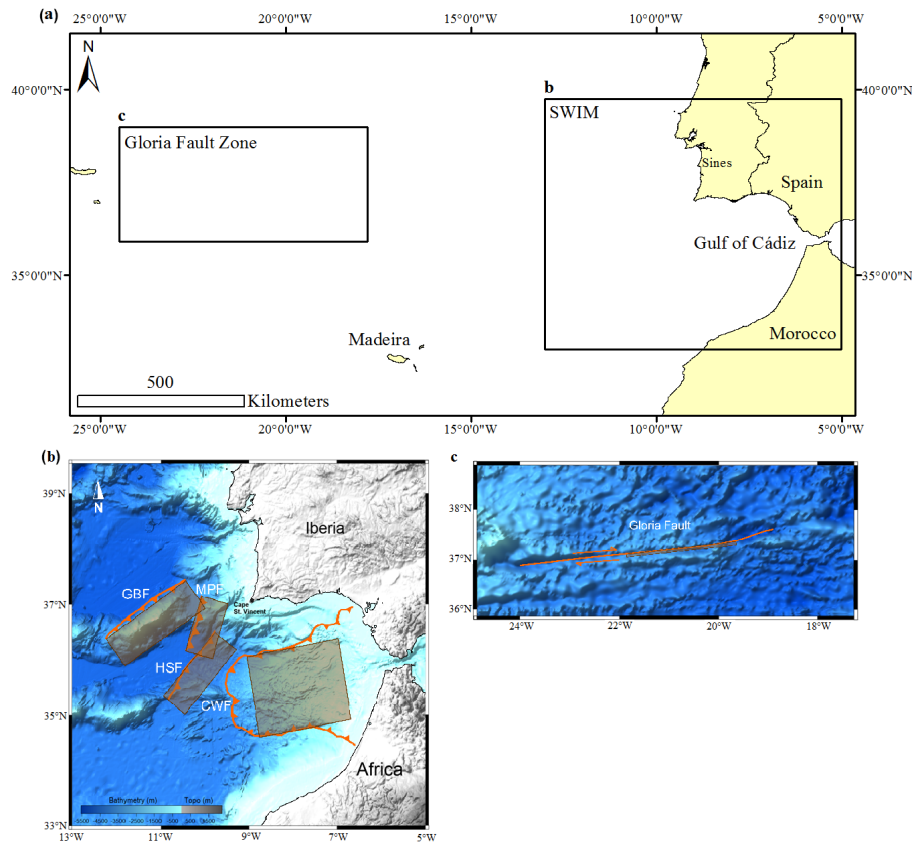 (a)
25°0'0"W
20°0'0"W
15°0'0"W
10°0'0"W
5°0'0"W
N
40°0'0"N
40°0'0"N
b
SWIM
c
Gloria Fault Zone
Sines
Spain
Gulf of Cádiz
35°0'0"N
35°0'0"N
Madeira
Morocco
500
Kilometers
25°0'0"W
20°0'0"W
15°0'0"W
10°0'0"W
5°0'0"W
(b)
39°N
N
Iberia
37°N
GBF
MPF
Cape
St. Vincent
HSF
CWF
35°N
Africa
Bathymetry (m)
Topo (m)
33°N
13°W
11°W
9°W
7°W
5°W
c
38°N
Gloria Fault
37°N
36°N
24°W
22°W
20°W
18°W